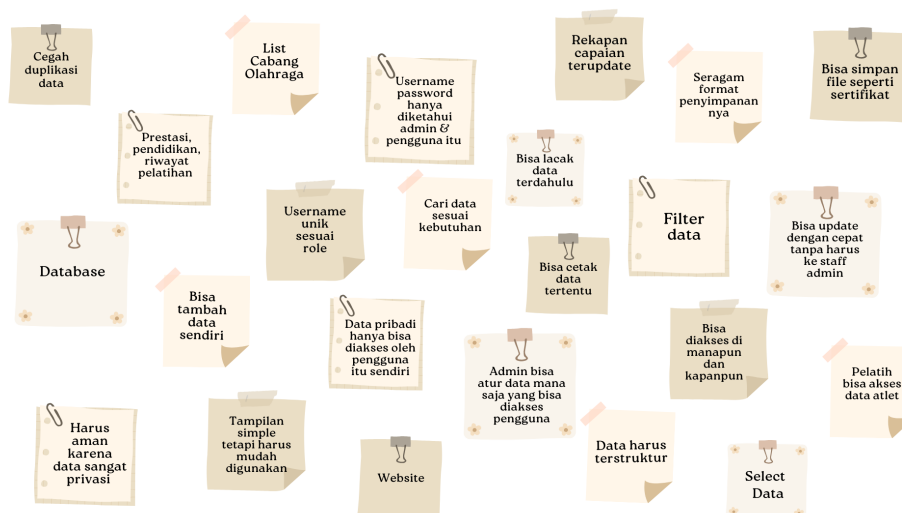 Cegah
duplikasi
data
List
Cabang
Olahraga
Username
password
hanya
diketahui
admin &
pengguna itu
Rekapan
capaian
terupdate
Seragam
format
penyimpanan
nya
Bisa simpan
file seperti
sertifikat
Prestasi,
pendidikan,
riwayat
pelatihan
Bisa lacak
data
terdahulu
Username
unik
sesuai
role
Cari data
sesuai
kebutuhan
Filter
data
Bisa update
dengan cepat
tanpa harus
ke staff
admin
Database
Bisa cetak
data
tertentu
Bisa
tambah
data
sendiri
Data pribadi
hanya bisa
diakses oleh
pengguna
itu sendiri
Bisa
diakses di
manapun
dan
kapanpun
Admin bisa
atur data mana
saja yang bisa
diakses
pengguna
Pelatih
bisa akses
data atlet
Harus
aman
karena
data sangat
privasi
Tampilan
simple
tetapi harus
mudah
digunakan
Data harus
terstruktur
Website
Select
Data